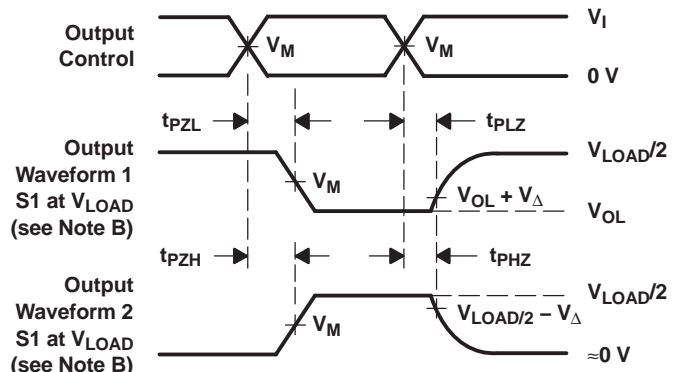 Output
Control
V_M
V_M
V_I
0 V
t_PZL
t_PLZ
Output
Waveform 1
S1 at V_LOAD
(see Note B)
V_M
V_OL + V_Δ
V_LOAD/2
V_OL
t_PZH
t_PHZ
Output
Waveform 2
S1 at V_LOAD
(see Note B)
V_M
V_LOAD/2 − V_Δ
V_LOAD/2
≈0 V